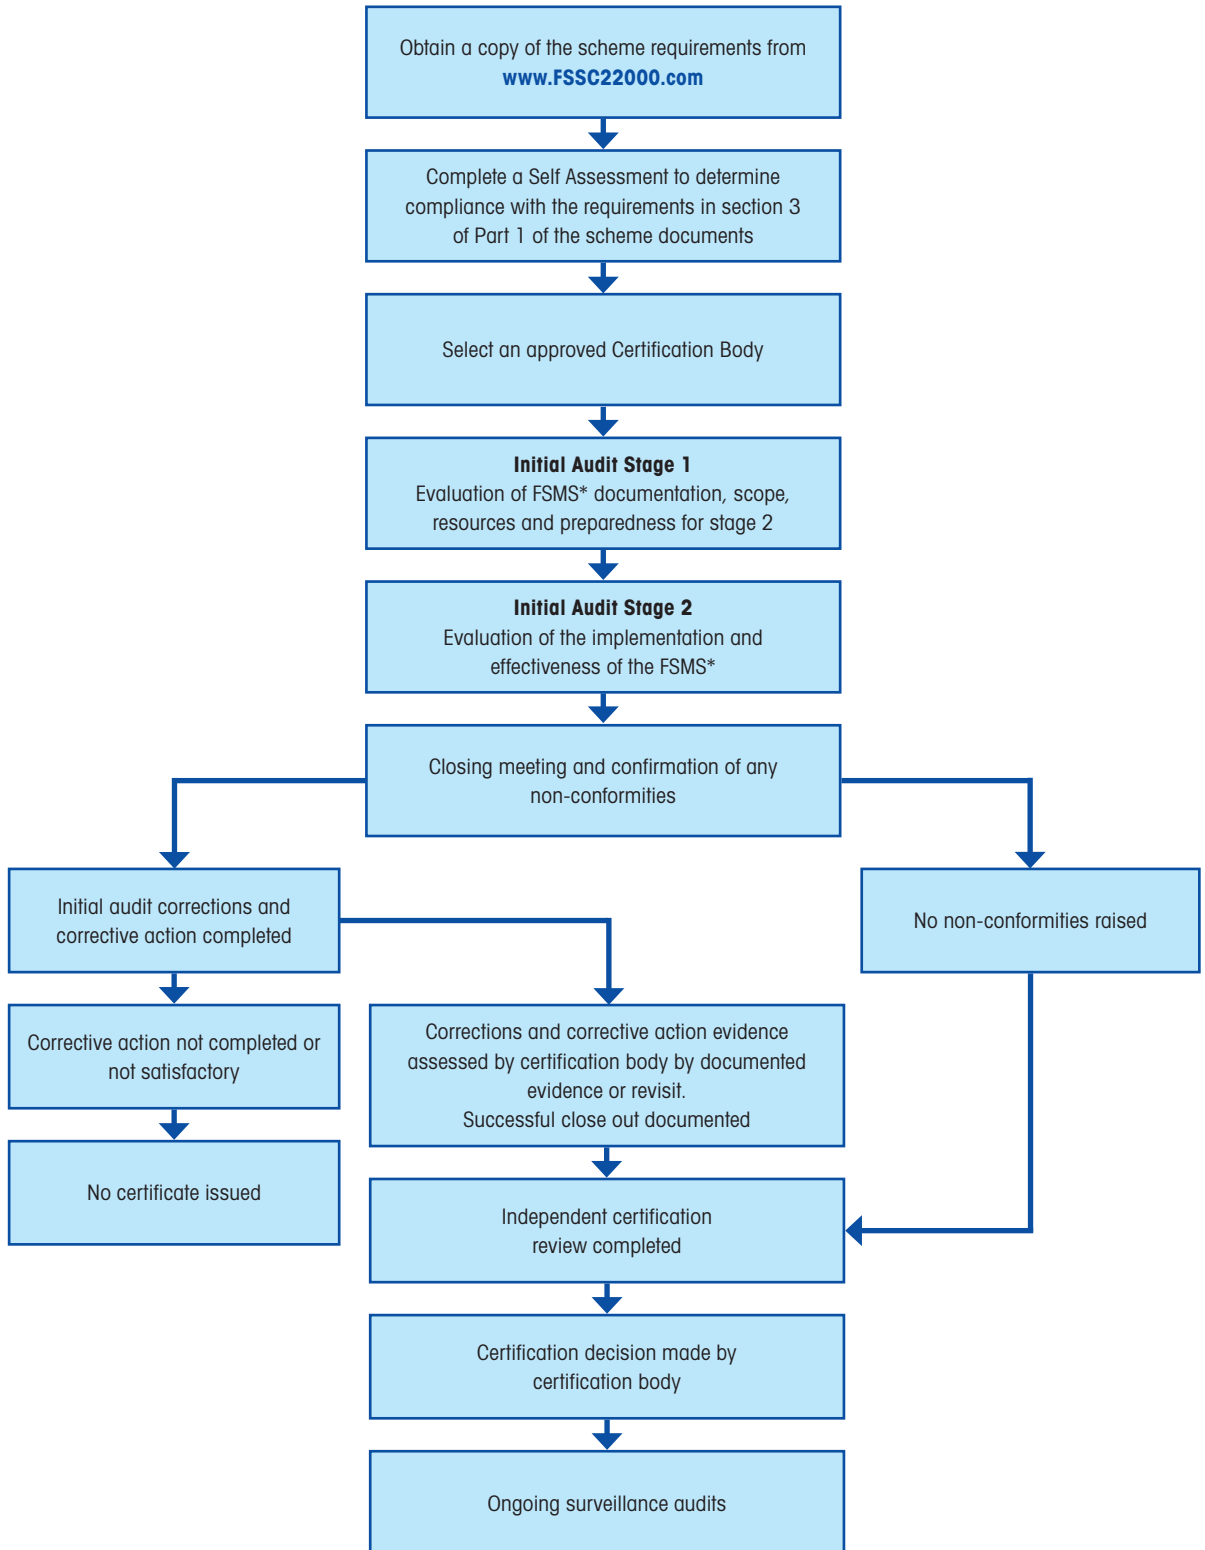 Obtain a copy of the scheme requirements from
www.FSSC22000.com
Complete a Self Assessment to determine
compliance with the requirements in section 3
of Part 1 of the scheme documents
Select an approved Certification Body
Initial Audit Stage 1
Evaluation of FSMS* documentation, scope,
resources and preparedness for stage 2
Initial Audit Stage 2
Evaluation of the implementation and
effectiveness of the FSMS*
Closing meeting and confirmation of any
non-conformities
Initial audit corrections and
corrective action completed
No non-conformities raised
Corrective action not completed or
not satisfactory
Corrections and corrective action evidence
assessed by certification body by documented
evidence or revisit.
Successful close out documented
No certificate issued
Independent certification
review completed
Certification decision made by
certification body
Ongoing surveillance audits